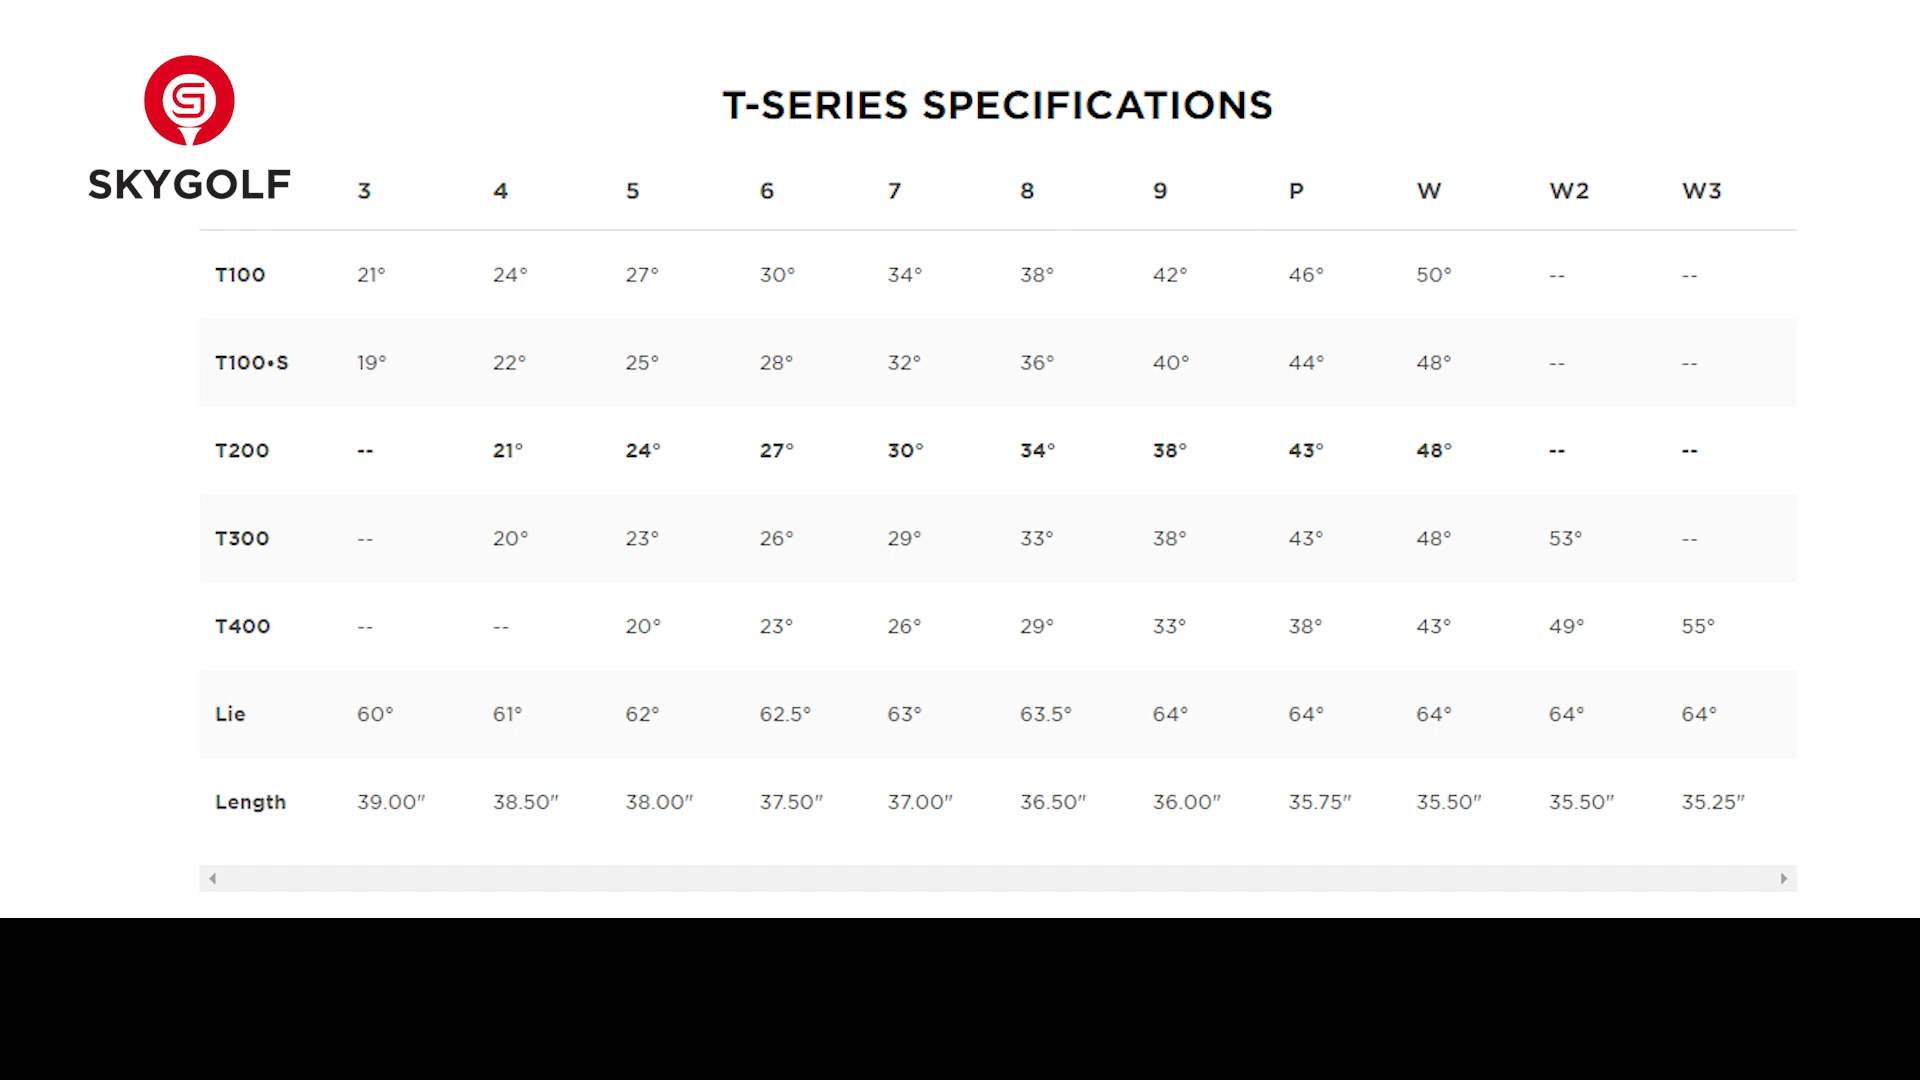 T-SERIES SPECIFICATIONS
SKYGOLF
3 4 5 6 7 8 9 P W W2 W3
T100 21° 24° 27° 30° 34° 38° 42° 46° 50° -- --
T100•S 19° 22° 25° 28° 32° 36° 40° 44° 48° -- --
T200 -- 21° 24° 27° 30° 34° 38° 43° 48° -- --
T300 -- 20° 23° 26° 29° 33° 38° 43° 48° 53° --
T400 -- -- 20° 23° 26° 29° 33° 38° 43° 49° 55°
Lie 60° 61° 62° 62.5° 63° 63.5° 64° 64° 64° 64° 64°
Length 39.00" 38.50" 38.00" 37.50" 37.00" 36.50" 36.00" 35.75" 35.50" 35.50" 35.25"